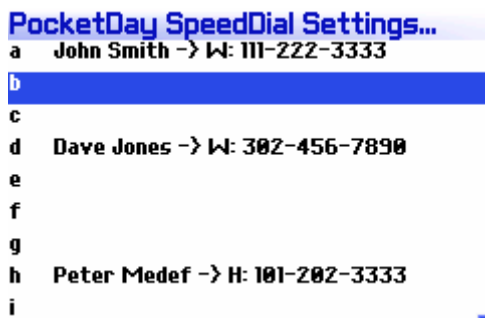 PocketDay SpeedDial Settings...
a John Smith -> W: 111-222-3333
b
c
d Dave Jones -> W: 302-456-7890
e
f
g
h Peter Medef -> H: 101-202-3333
i